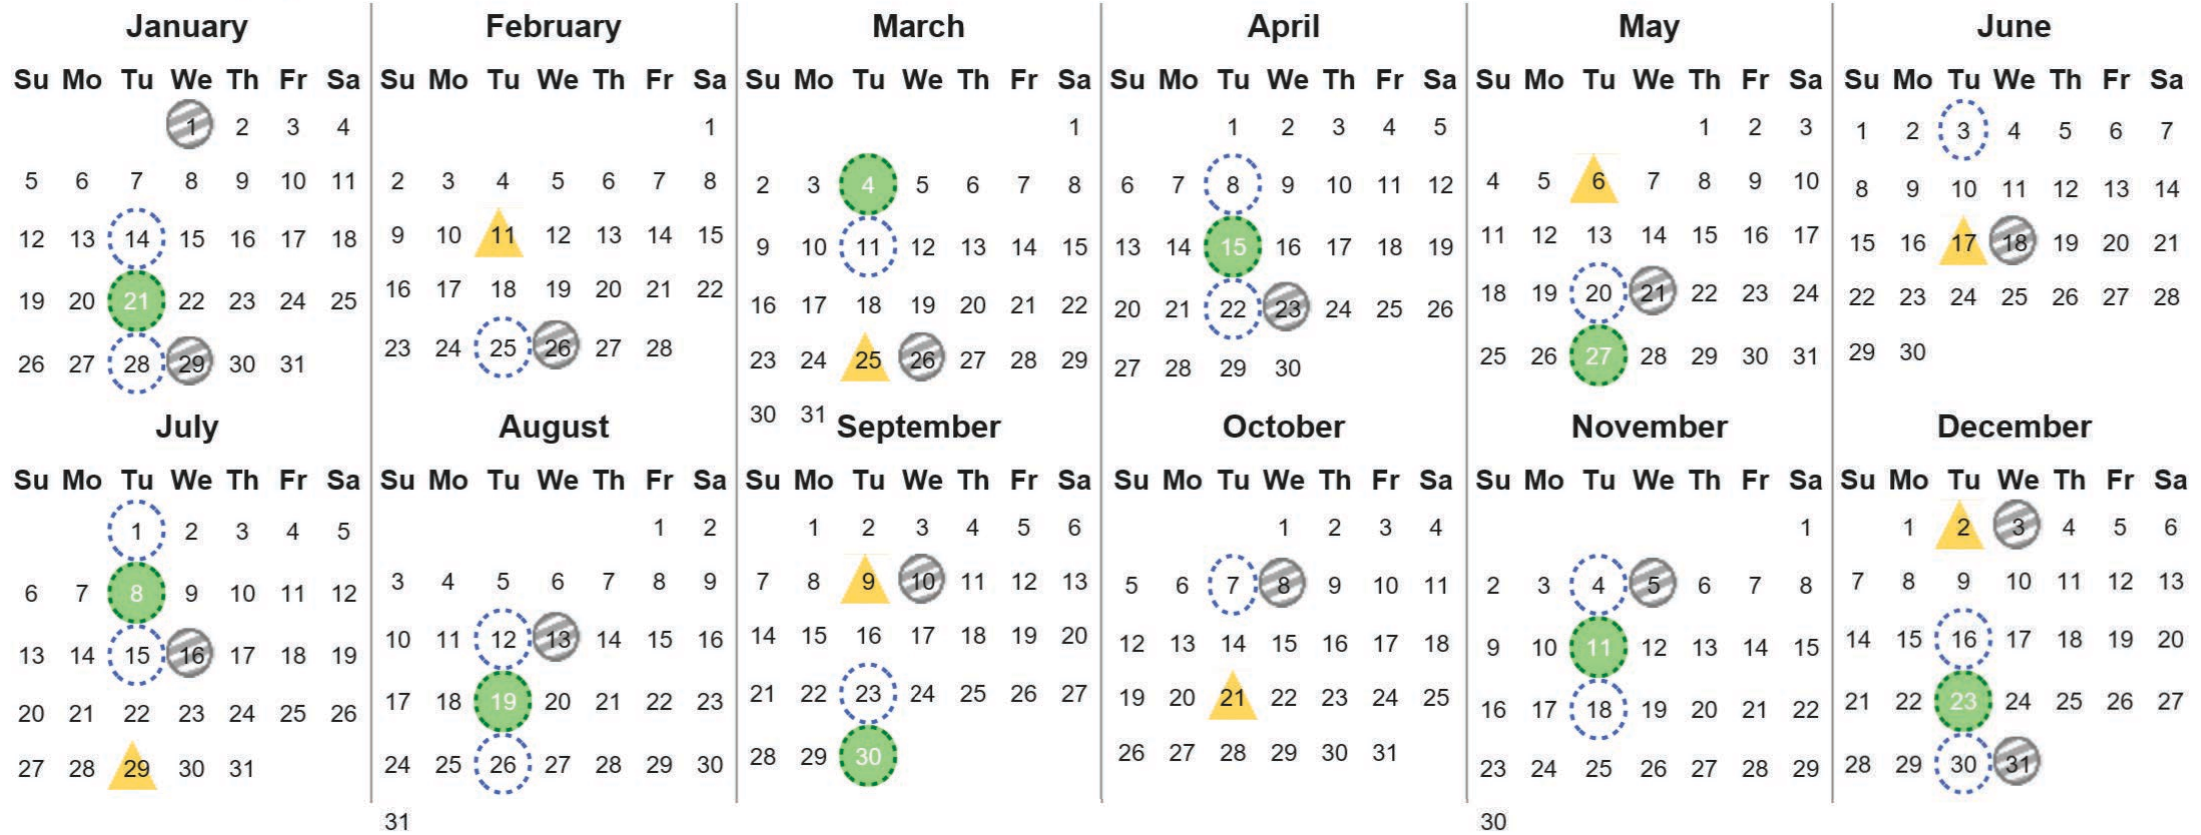 January February March April May June
Su Mo Tu We Th Fr Sa Su Mo Tu We Th Fr Sa Su Mo Tu We Th Fr Sa Su Mo Tu We Th Fr Sa Su Mo Tu We Th Fr Sa Su Mo Tu We Th Fr Sa
1 2 3 4 1 1 1 2 3 4 5 1 2 3 1 2 3 4 5 6 7
5 6 7 8 9 10 11 2 3 4 5 6 7 8 2 3 4 5 6 7 8 6 7 8 9 10 11 12 4 5 6 7 8 9 10 8 9 10 11 12 13 14
12 13 14 15 16 17 18 9 10 11 12 13 14 15 9 10 11 12 13 14 15 13 14 15 16 17 18 19 11 12 13 14 15 16 17 15 16 17 18 19 20 21
19 20 21 22 23 24 25 16 17 18 19 20 21 22 16 17 18 19 20 21 22 20 21 22 23 24 25 26 18 19 20 21 22 23 24 22 23 24 25 26 27 28
26 27 28 29 30 31 23 24 25 26 27 28 23 24 25 26 27 28 29 27 28 29 30 25 26 27 28 29 30 31 29 30
30 31
July August September October November December
Su Mo Tu We Th Fr Sa Su Mo Tu We Th Fr Sa Su Mo Tu We Th Fr Sa Su Mo Tu We Th Fr Sa Su Mo Tu We Th Fr Sa Su Mo Tu We Th Fr Sa
1 2 3 4 5 1 2 1 2 3 4 5 6 1 2 3 4 1 1 2 3 4 5 6
6 7 8 9 10 11 12 3 4 5 6 7 8 9 7 8 9 10 11 12 13 5 6 7 8 9 10 11 2 3 4 5 6 7 8 7 8 9 10 11 12 13
13 14 15 16 17 18 19 10 11 12 13 14 15 16 14 15 16 17 18 19 20 12 13 14 15 16 17 18 9 10 11 12 13 14 15 14 15 16 17 18 19 20
20 21 22 23 24 25 26 17 18 19 20 21 22 23 21 22 23 24 25 26 27 19 20 21 22 23 24 25 16 17 18 19 20 21 22 21 22 23 24 25 26 27
27 28 29 30 31 24 25 26 27 28 29 30 28 29 30 26 27 28 29 30 31 23 24 25 26 27 28 29 28 29 30 31
31 30